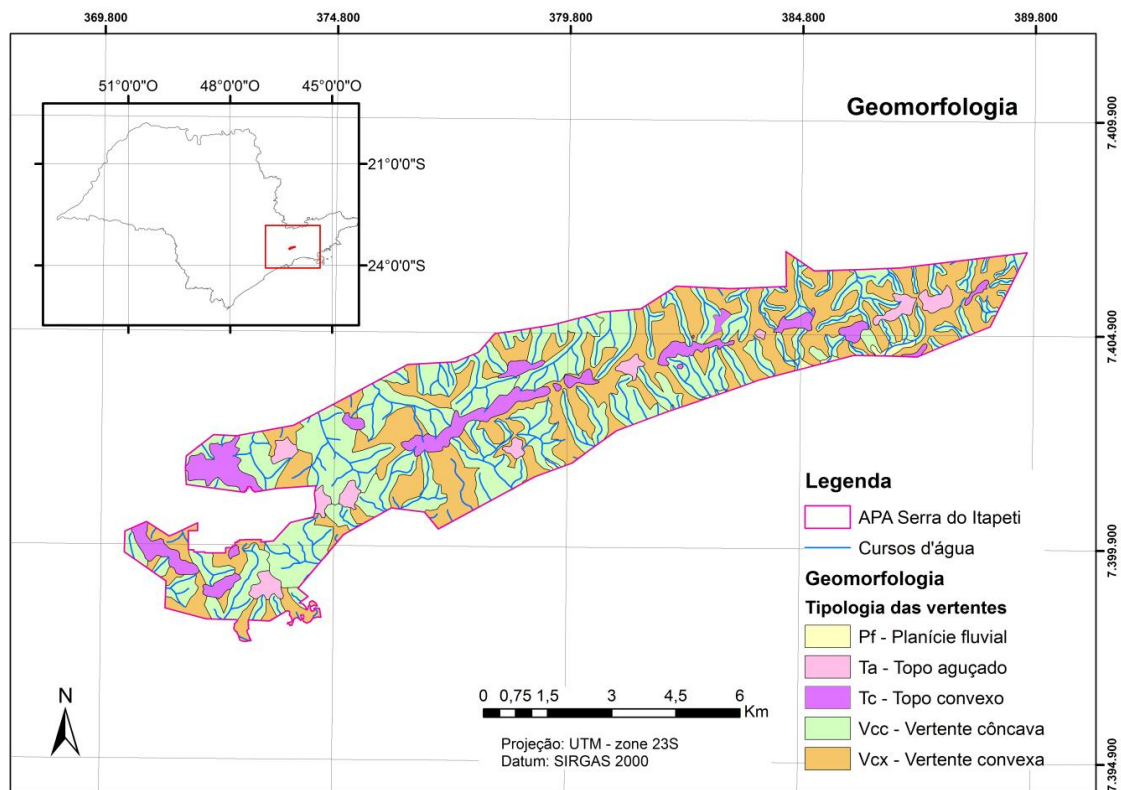 369.800
374.800
379.800
384.800
389.800
51°0'0"O
48°0'0"O
45°0'0"O
Geomorfologia
7.409.900
21°0'0"S
24°0'0"S
7.404.900
Legenda
APA Serra do Itapeti
Cursos d'água
7.399.900
Geomorfologia
Tipologia das vertentes
Pf - Planície fluvial
Ta - Topo aguçado
Tc - Topo convexo
Vcc - Vertente côncava
Vcx - Vertente convexa
N
0 0,75 1,5 3 4,5 6
Km
Projeção: UTM - zone 23S
Datum: SIRGAS 2000
7.394.900